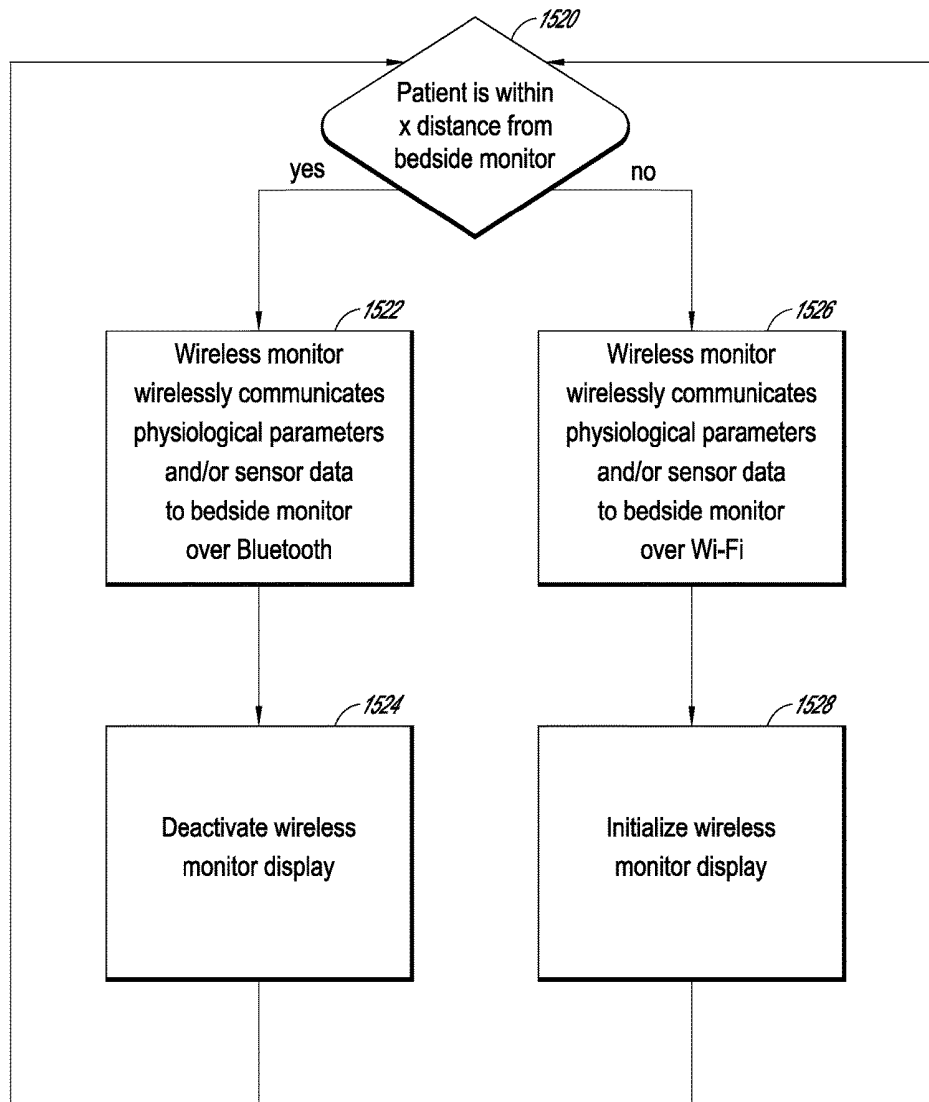 1520
Patient is within
x distance from
bedside monitor
yes
no
1522
Wireless monitor
wirelessly communicates
physiological parameters
and/or sensor data
to bedside monitor
over Bluetooth
1526
Wireless monitor
wirelessly communicates
physiological parameters
and/or sensor data
to bedside monitor
over Wi-Fi
1524
Deactivate wireless
monitor display
1528
Initialize wireless
monitor display